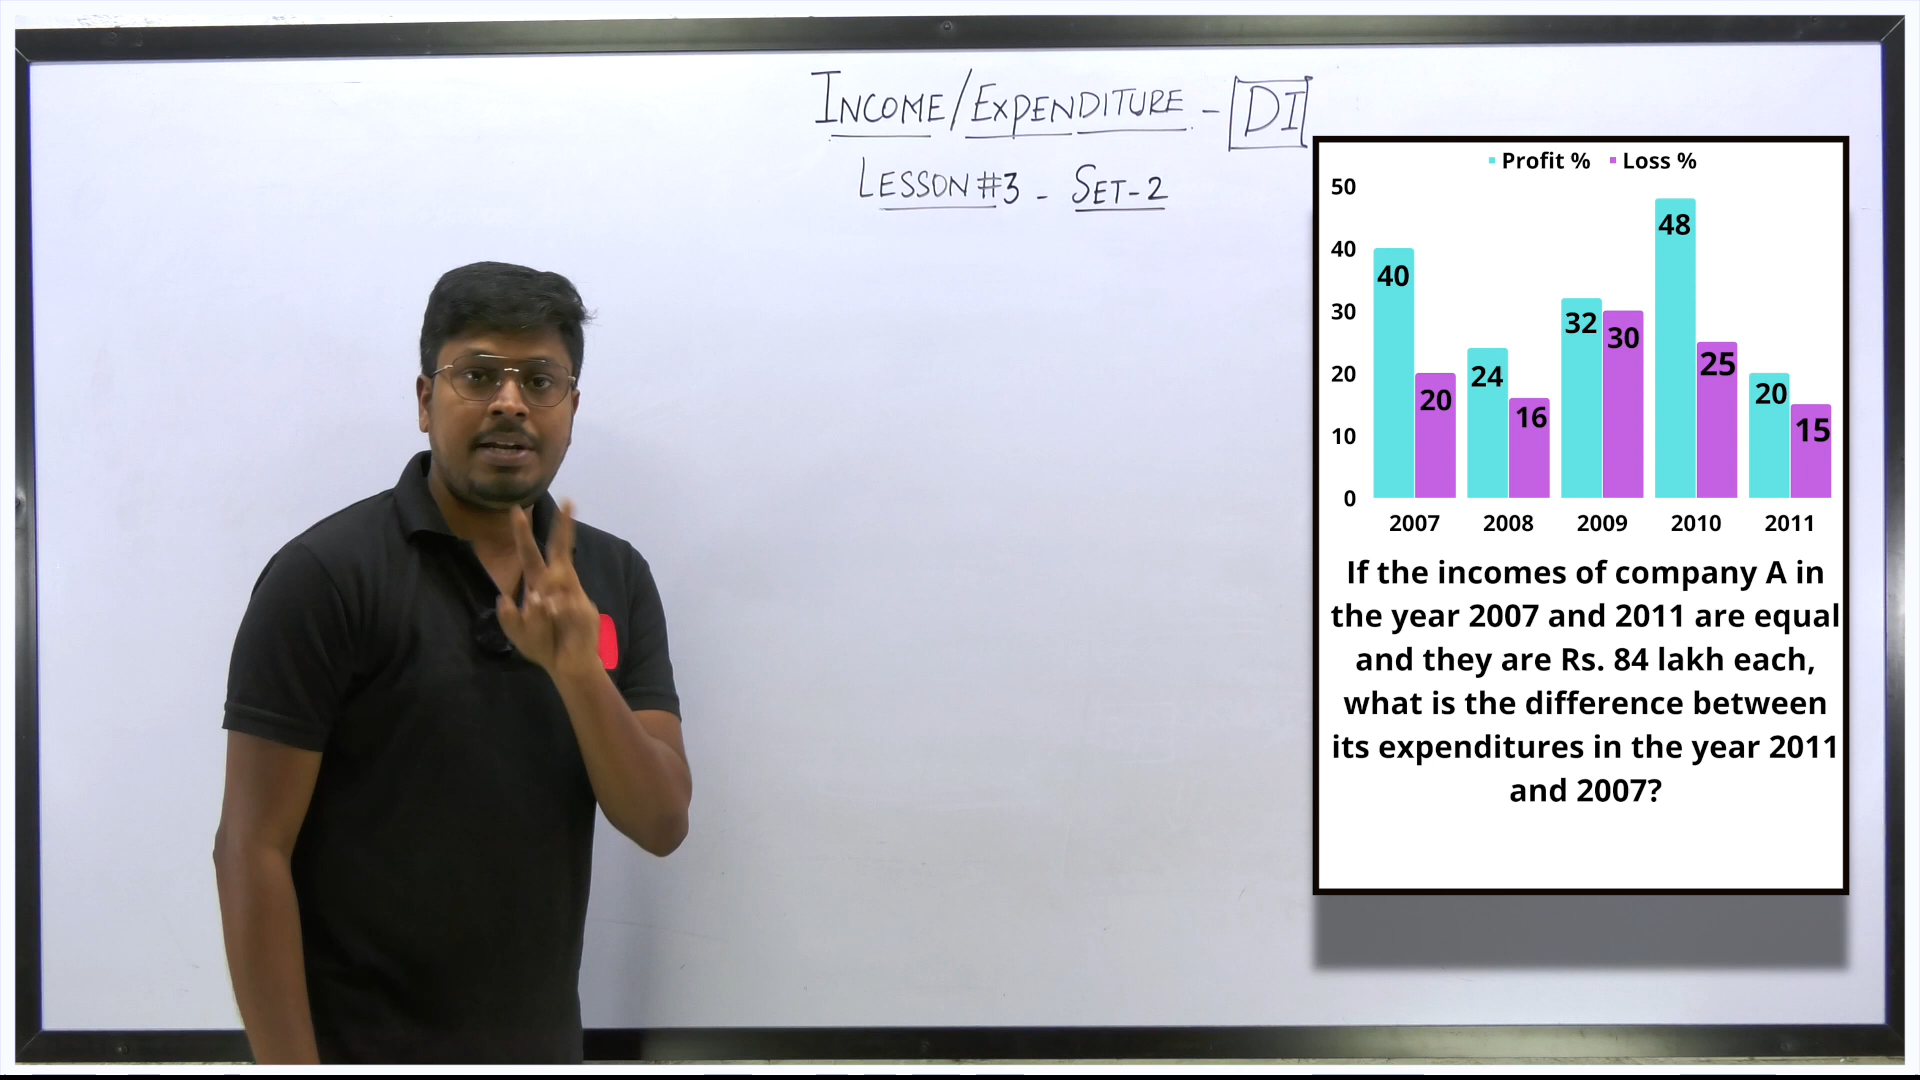 INCOME/EXPENDITURE - DI
LESSON #3 - SET-2
Profit % Loss %
50
40
30
20
10
0
40
20
24
16
32
30
48
25
20
15
2007 2008 2009 2010 2011
If the incomes of company A in
the year 2007 and 2011 are equal
and they are Rs. 84 lakh each,
what is the difference between
its expenditures in the year 2011
and 2007?